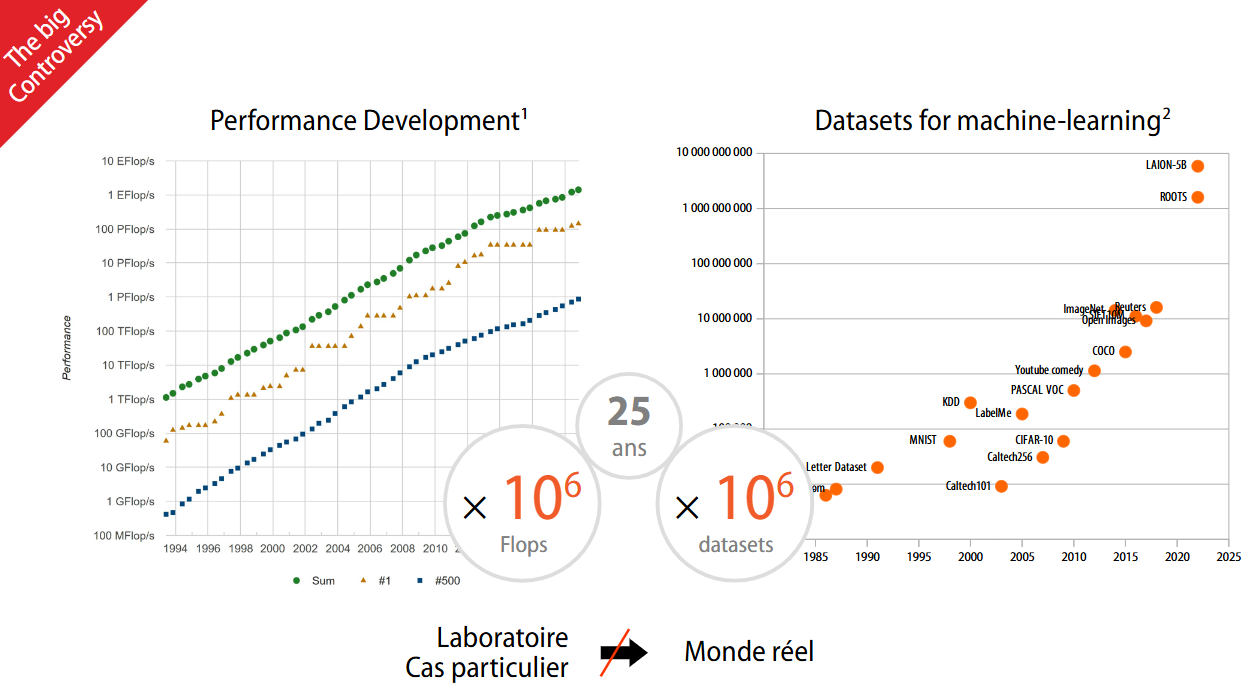 The big
Controversy
Performance Development¹
10 EFlop/s
1 EFlop/s
100 PFlop/s
10 PFlop/s
1 PFlop/s
100 TFlop/s
10 TFlop/s
1 TFlop/s
100 GFlop/s
10 GFlop/s
1 GFlop/s
100 MFlop/s
Performance
1994 1996 1998 2000 2002 2004 2006 2008 2010
Sum #1 #500
Datasets for machine-learning²
10 000 000 000
1 000 000 000
100 000 000
10 000 000
1 000 000
LAION-5B
ROOTS
ImageNet
Reuters
Open Images
COCO
Youtube comedy
PASCAL VOC
KDD
LabelMe
MNIST
CIFAR-10
Caltech256
Letter Dataset
Caltech101
1985 1990 1995 2000 2005 2010 2015 2020 2025
25
ans
× 10⁶
Flops
× 10⁶
datasets
Laboratoire
Cas particulier
Monde réel